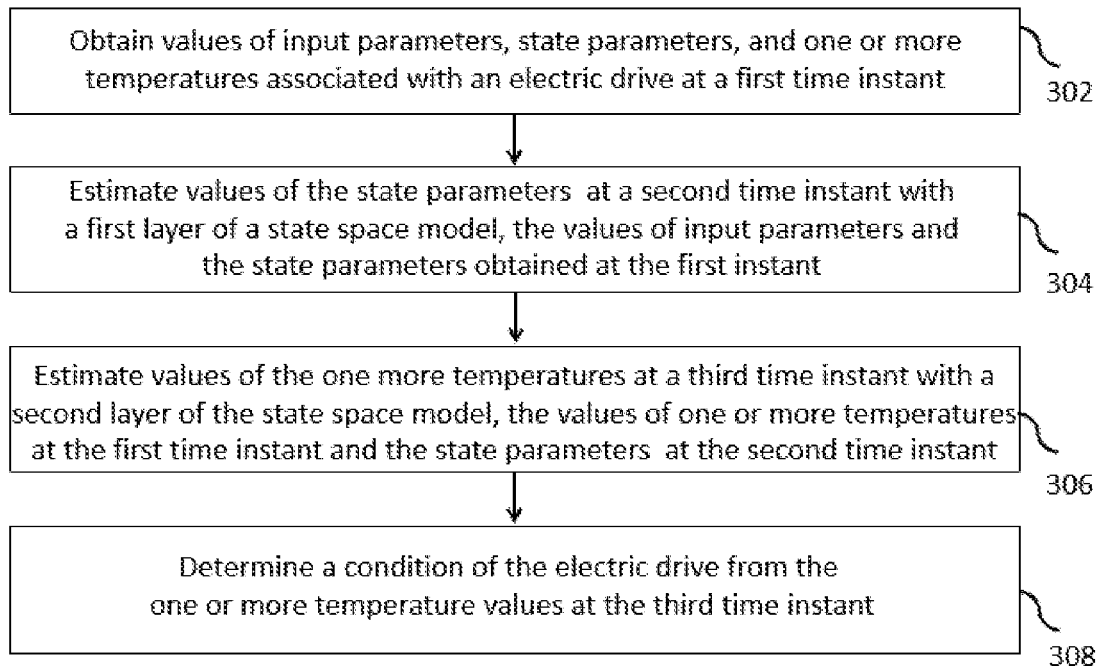 Obtain values of input parameters, state parameters, and one or more
temperatures associated with an electric drive at a first time instant
302
Estimate values of the state parameters at a second time instant with
a first layer of a state space model, the values of input parameters and
the state parameters obtained at the first instant
304
Estimate values of the one more temperatures at a third time instant with a
second layer of the state space model, the values of one or more temperatures
at the first time instant and the state parameters at the second time instant
306
Determine a condition of the electric drive from the
one or more temperature values at the third time instant
308